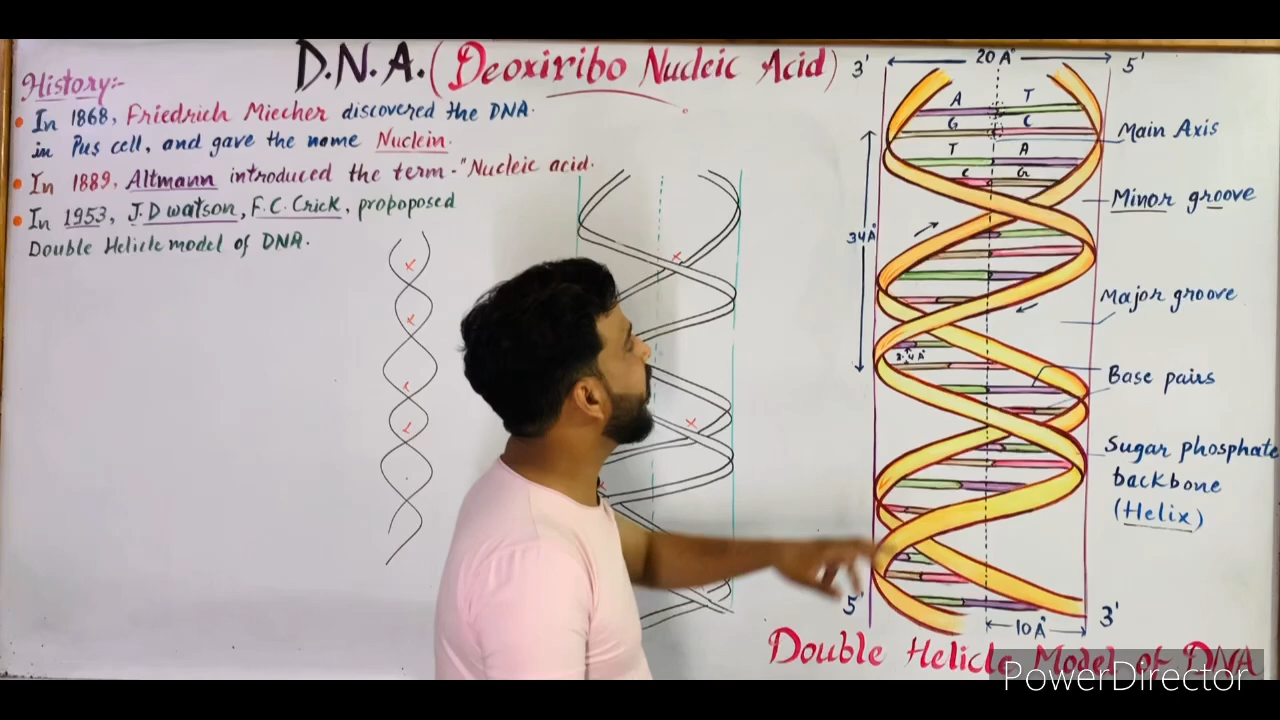 D.N.A. (Deoxiribo Nucleic Acid)
History:-
• In 1868, Friedrich Miecher discovered the DNA.
in Pus cell, and gave the name Nuclein.
• In 1889, Altmann introduced the term - "Nucleic acid.
• In 1953, J.D watson, F.C. Crick, propoposed
Double Helicle model of DNA.
3' 20 A° 5'
A T
G C
T A
C G
Main Axis
Minor groove
34A°
Major groove
3.4 A°
Base pairs
Sugar phosphate
backbone
(Helix)
5' 3'
10 A°
Double Helicle Model of DNA
PowerDirector